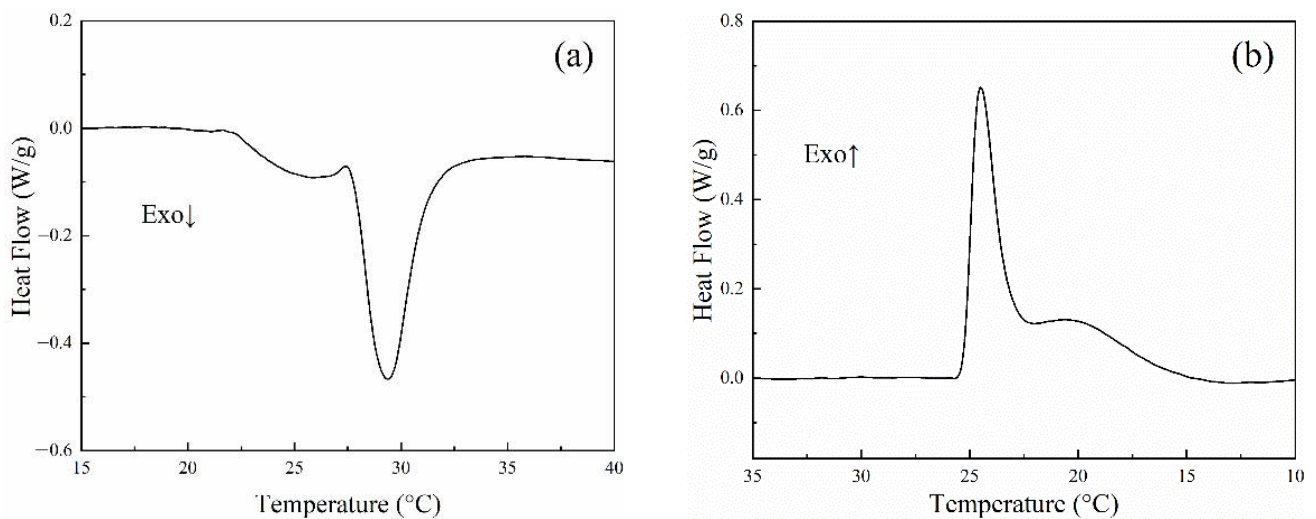 (a)
0.2
0.0
−0.2
−0.4
−0.6
Heat Flow (W/g)
Exo↓
15 20 25 30 35 40
Temperature (°C)
(b)
0.8
0.6
0.4
0.2
0.0
Heat Flow (W/g)
Exo↑
35 30 25 20 15 10
Temperature (°C)